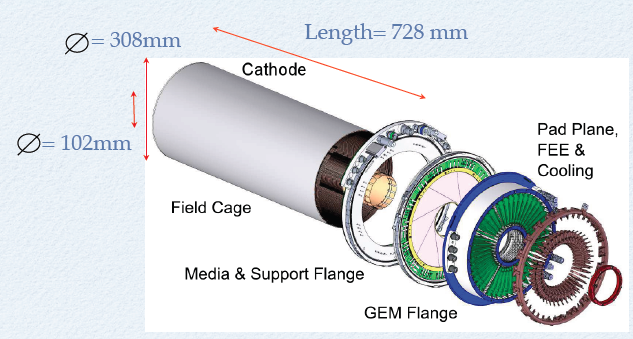 Length= 728 mm
∅= 308mm
Cathode
Pad Plane,
FEE &
Cooling
∅= 102mm
Field Cage
Media & Support Flange
GEM Flange